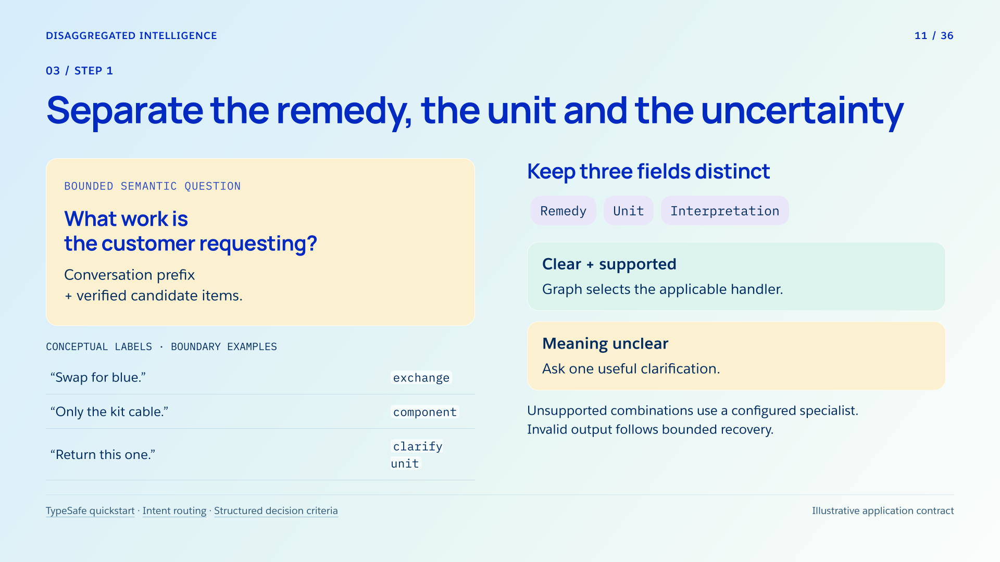 DISAGGREGATED INTELLIGENCE
11 / 36
03 / STEP 1
Separate the remedy, the unit and the uncertainty
BOUNDED SEMANTIC QUESTION
What work is
the customer requesting?
Conversation prefix
+ verified candidate items.
CONCEPTUAL LABELS · BOUNDARY EXAMPLES
“Swap for blue.” exchange
“Only the kit cable.” component
“Return this one.” clarify
unit
Keep three fields distinct
Remedy Unit Interpretation
Clear + supported
Graph selects the applicable handler.
Meaning unclear
Ask one useful clarification.
Unsupported combinations use a configured specialist.
Invalid output follows bounded recovery.
TypeSafe quickstart · Intent routing · Structured decision criteria
Illustrative application contract